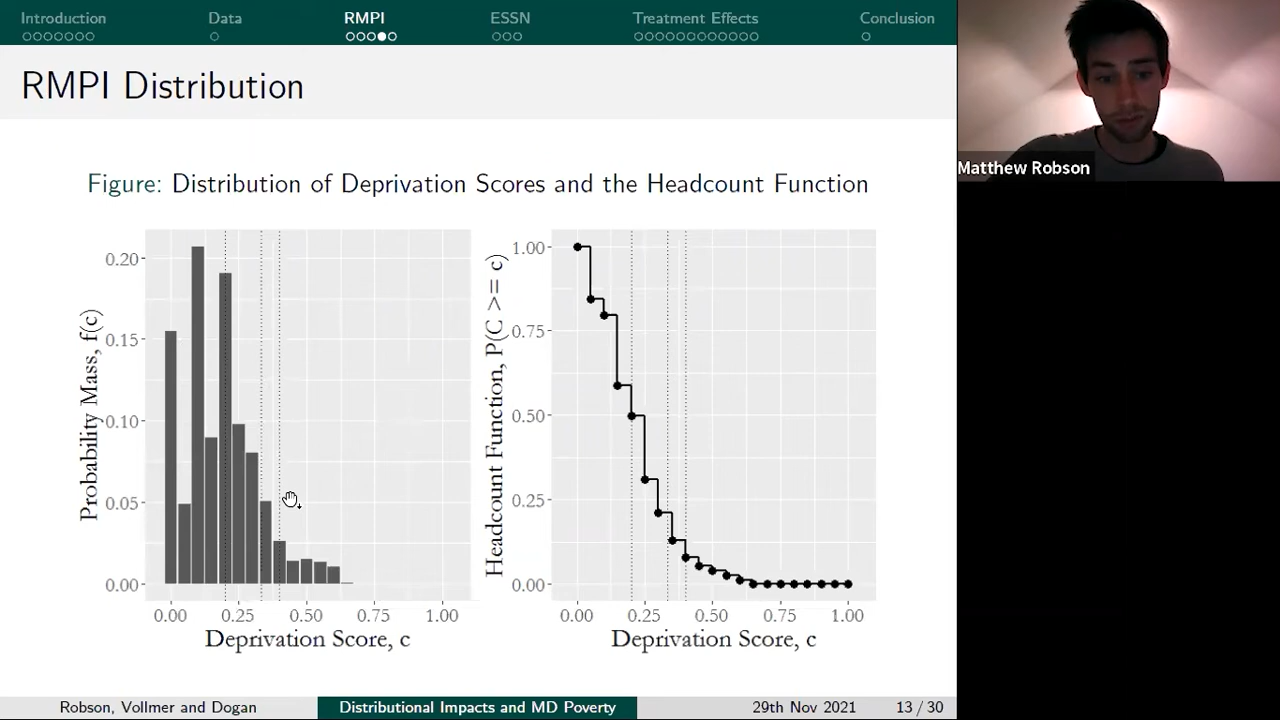 Introduction Data RMPI ESSN Treatment Effects Conclusion
RMPI Distribution
Matthew Robson
Figure: Distribution of Deprivation Scores and the Headcount Function
Probability Mass, f(c)
0.20
0.15
0.10
0.05
0.00
0.00 0.25 0.50 0.75 1.00
Deprivation Score, c
Headcount Function, P(C >= c)
1.00
0.75
0.50
0.25
0.00
0.00 0.25 0.50 0.75 1.00
Deprivation Score, c
Robson, Vollmer and Dogan Distributional Impacts and MD Poverty 29th Nov 2021 13 / 30